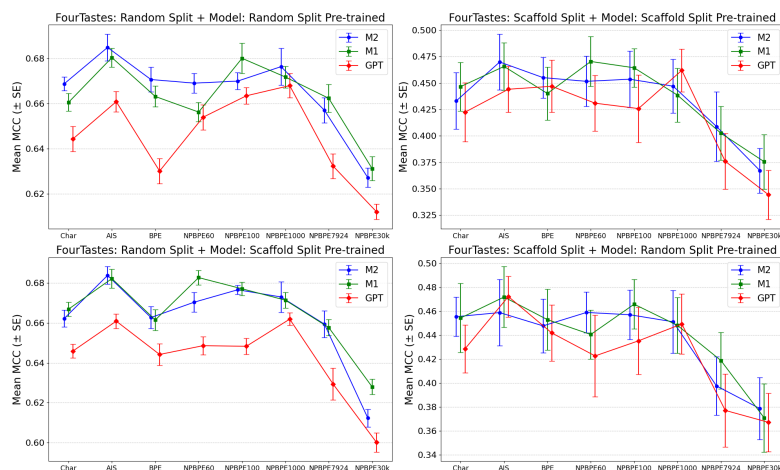 FourTastes: Random Split + Model: Random Split Pre-trained
Mean MCC (± SE)
0.68
0.66
0.64
0.62
M2
M1
GPT
Char AIS BPE NPBPE60 NPBPE100 NPBPE1000 NPBPE7924 NPBPE30k
FourTastes: Scaffold Split + Model: Scaffold Split Pre-trained
Mean MCC (± SE)
0.500
0.475
0.450
0.425
0.400
0.375
0.350
0.325
M2
M1
GPT
Char AIS BPE NPBPE60 NPBPE100 NPBPE1000 NPBPE7924 NPBPE30k
FourTastes: Random Split + Model: Scaffold Split Pre-trained
Mean MCC (± SE)
0.68
0.66
0.64
0.62
0.60
M2
M1
GPT
Char AIS BPE NPBPE60 NPBPE100 NPBPE1000 NPBPE7924 NPBPE30k
FourTastes: Scaffold Split + Model: Random Split Pre-trained
Mean MCC (± SE)
0.50
0.48
0.46
0.44
0.42
0.40
0.38
0.36
0.34
M2
M1
GPT
Char AIS BPE NPBPE60 NPBPE100 NPBPE1000 NPBPE7924 NPBPE30k